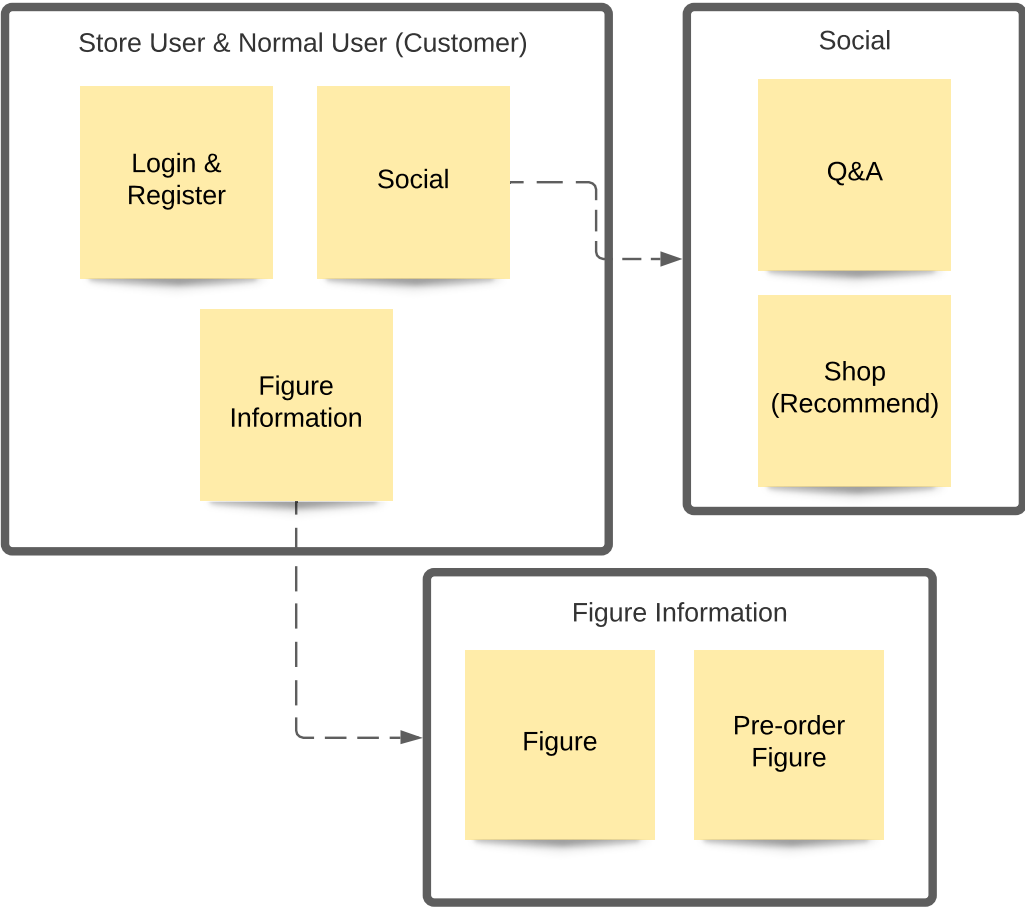 Store User & Normal User (Customer)
Login &
Register
Social
Figure
Information
Social
Q&A
Shop
(Recommend)
Figure Information
Figure
Pre-order
Figure